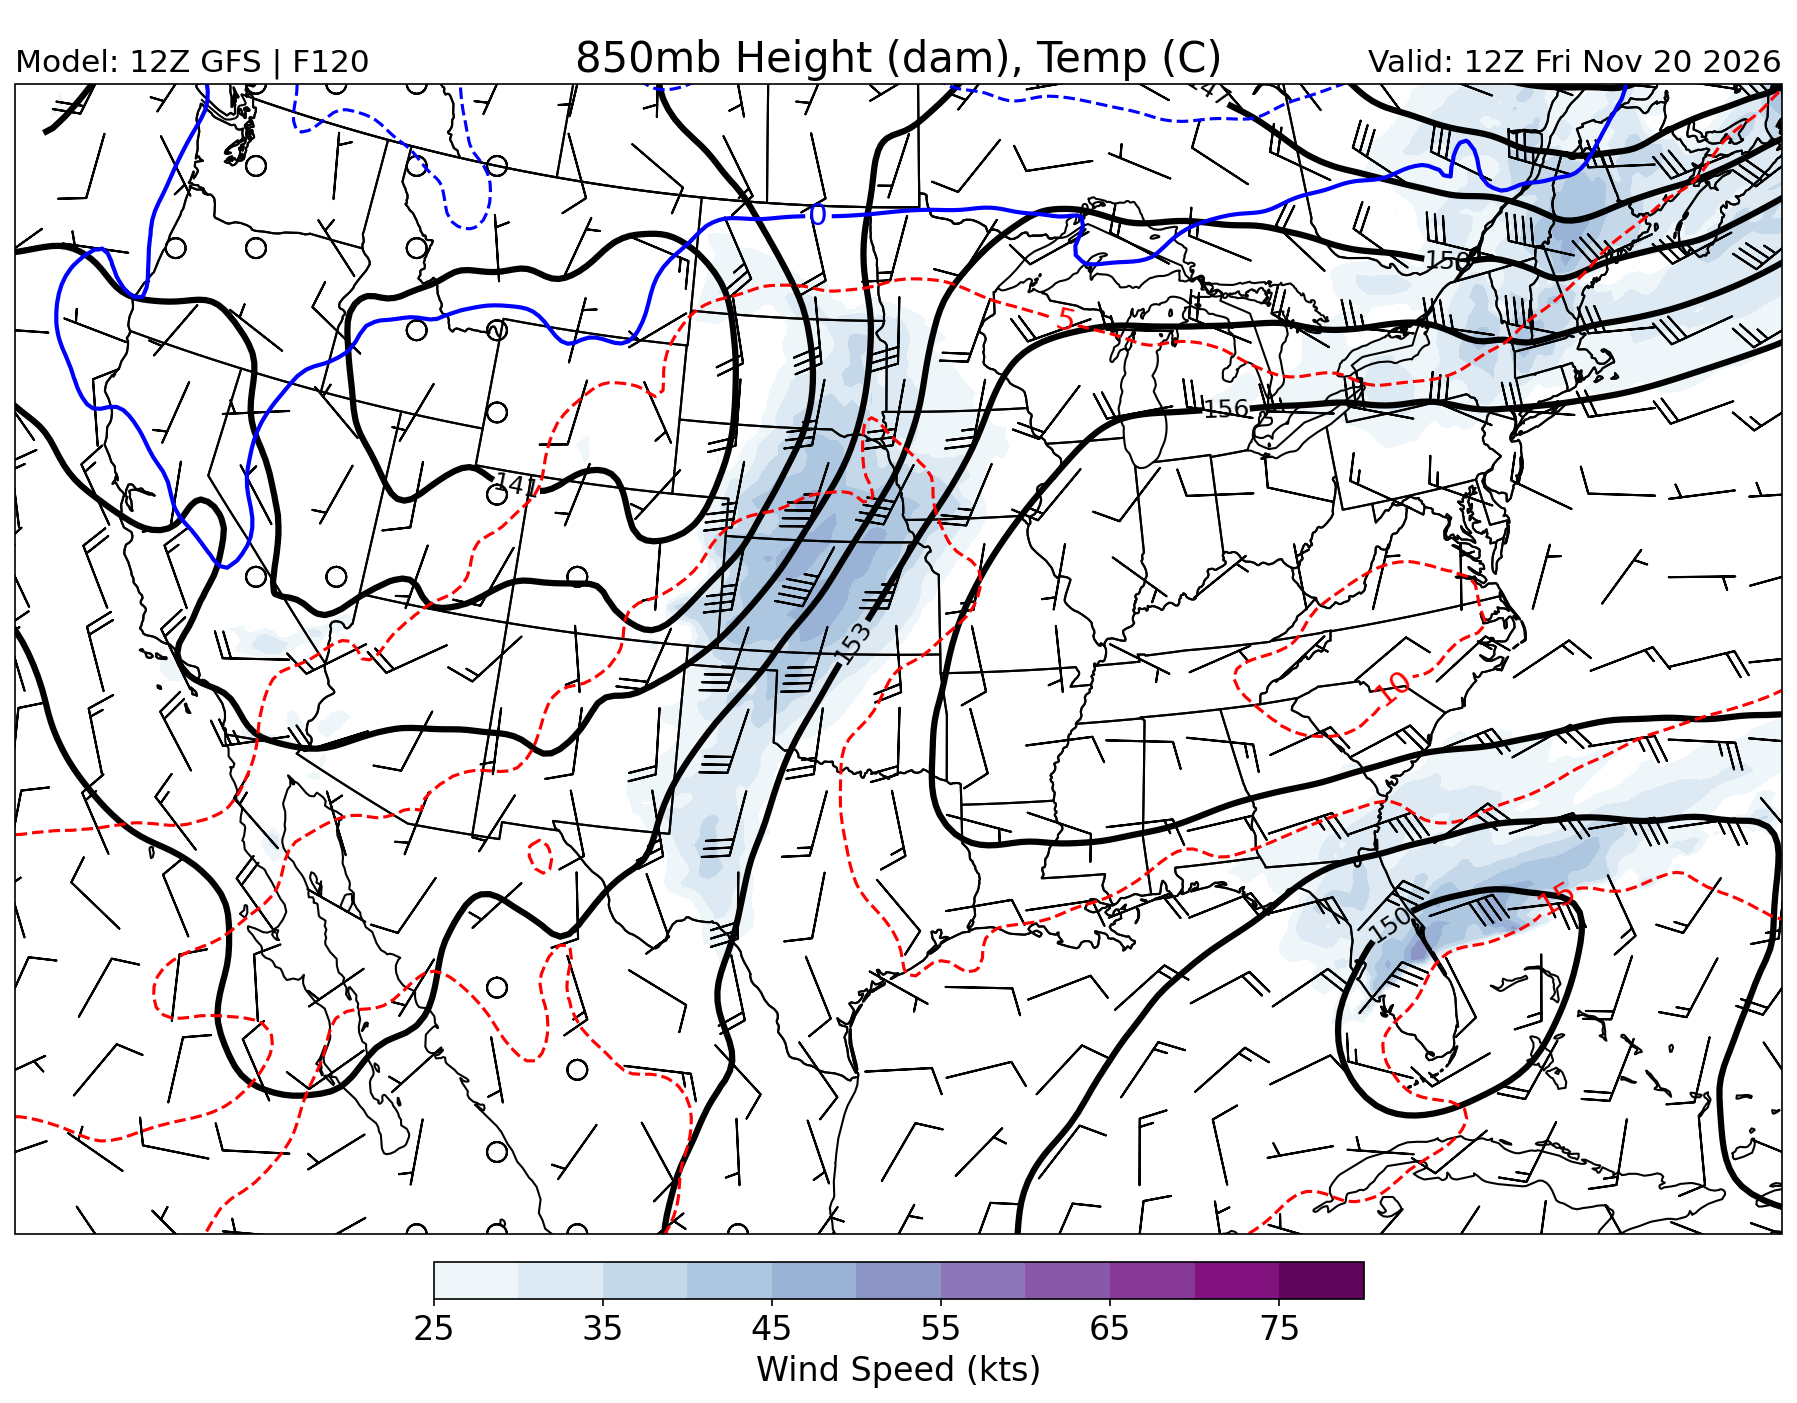 850mb Height (dam), Temp (C)
Model: 12Z GFS | F120
Valid: 12Z Fri Nov 20 2026
0
150
5
156
141
153
10
150
15
25 35 45 55 65 75
Wind Speed (kts)